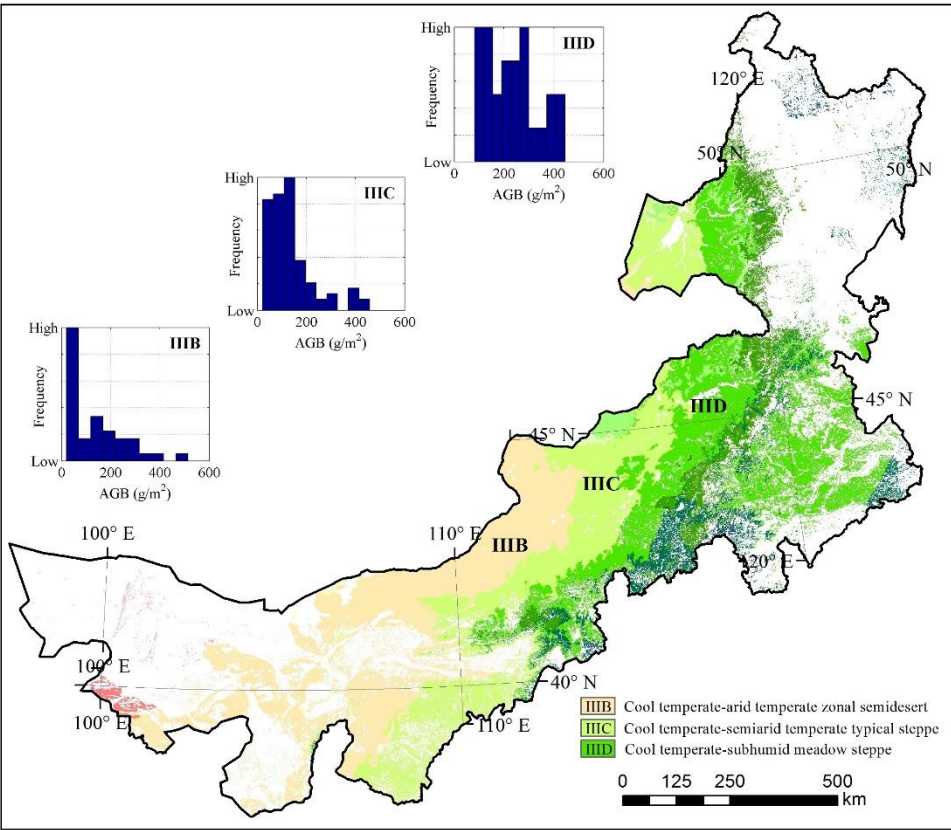 High
IIID
Frequency
Low
0 200 400 600
AGB (g/m²)
High
IIIC
Frequency
Low
0 200 400 600
AGB (g/m²)
High
IIIB
Frequency
Low
0 200 400 600
AGB (g/m²)
120° E
50° N
50° N
IIID
45° N
45° N
IIIC
100° E
110° E
IIIB
120° E
100° E
40° N
100° E
110° E
IIIB Cool temperate-arid temperate zonal semidesert
IIIC Cool temperate-semiarid temperate typical steppe
IIID Cool temperate-subhumid meadow steppe
0 125 250 500
km